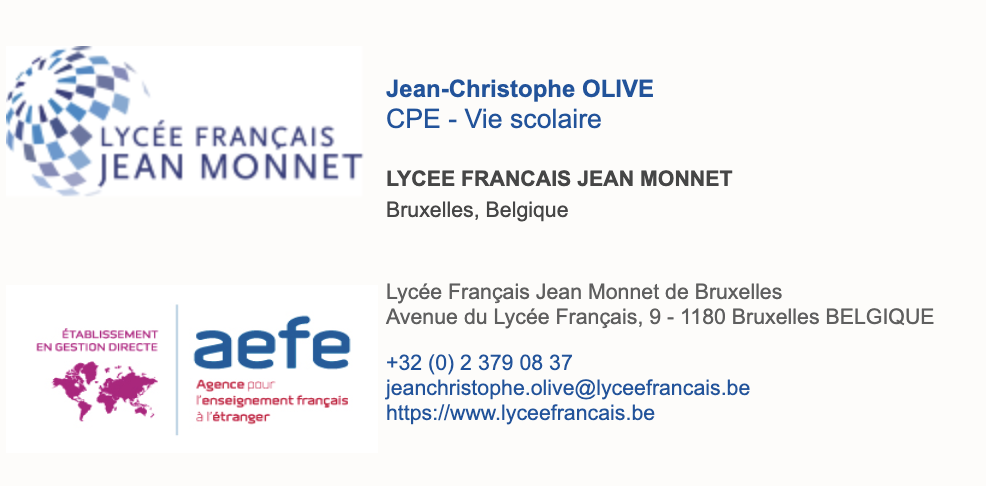 LYCÉE FRANÇAIS
JEAN MONNET
Jean-Christophe OLIVE
CPE - Vie scolaire
LYCEE FRANCAIS JEAN MONNET
Bruxelles, Belgique
ÉTABLISSEMENT
EN GESTION DIRECTE
aefe
Agence pour
l'enseignement français
à l'étranger
Lycée Français Jean Monnet de Bruxelles
Avenue du Lycée Français, 9 - 1180 Bruxelles BELGIQUE
+32 (0) 2 379 08 37
jeanchristophe.olive@lyceefrancais.be
https://www.lyceefrancais.be